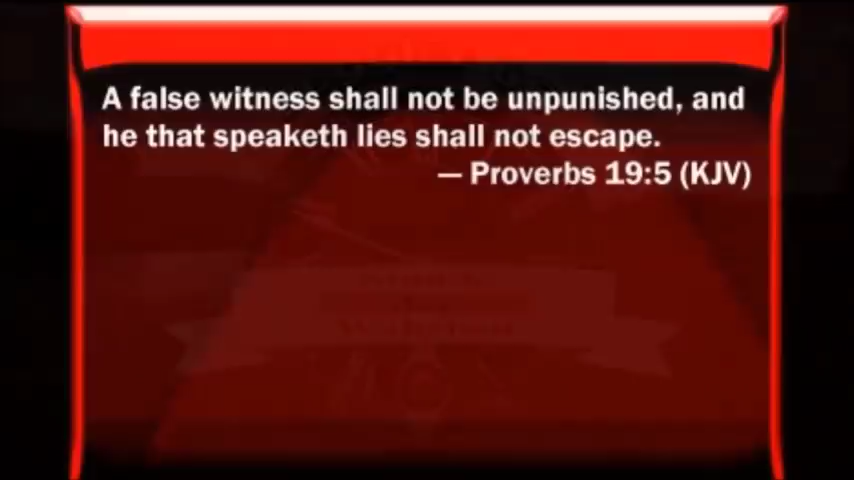 A false witness shall not be unpunished, and
he that speaketh lies shall not escape.
— Proverbs 19:5 (KJV)